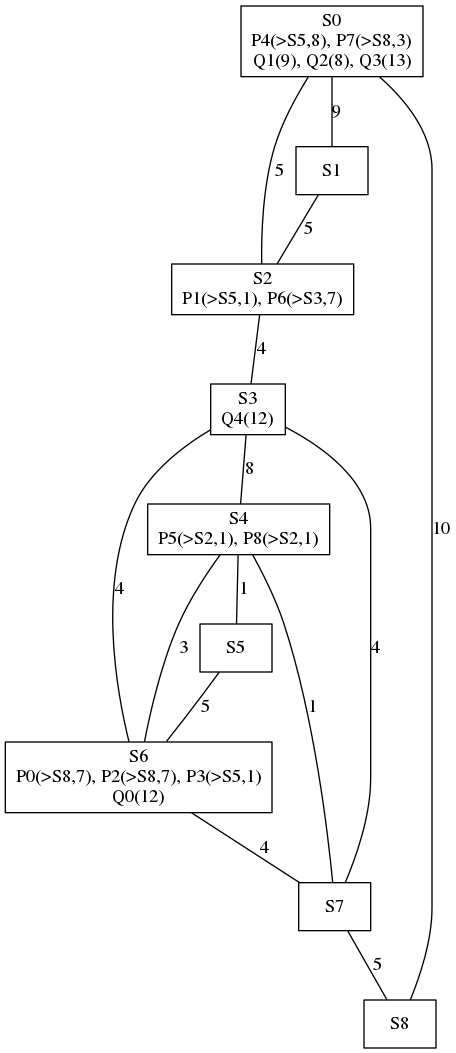 S0
P4(>S5,8), P7(>S8,3)
Q1(9), Q2(8), Q3(13)
9
5
S1
5
S2
P1(>S5,1), P6(>S3,7)
4
S3
Q4(12)
8
S4
P5(>S2,1), P8(>S2,1)
10
4
1
3
S5
4
5
1
S6
P0(>S8,7), P2(>S8,7), P3(>S5,1)
Q0(12)
4
S7
5
S8